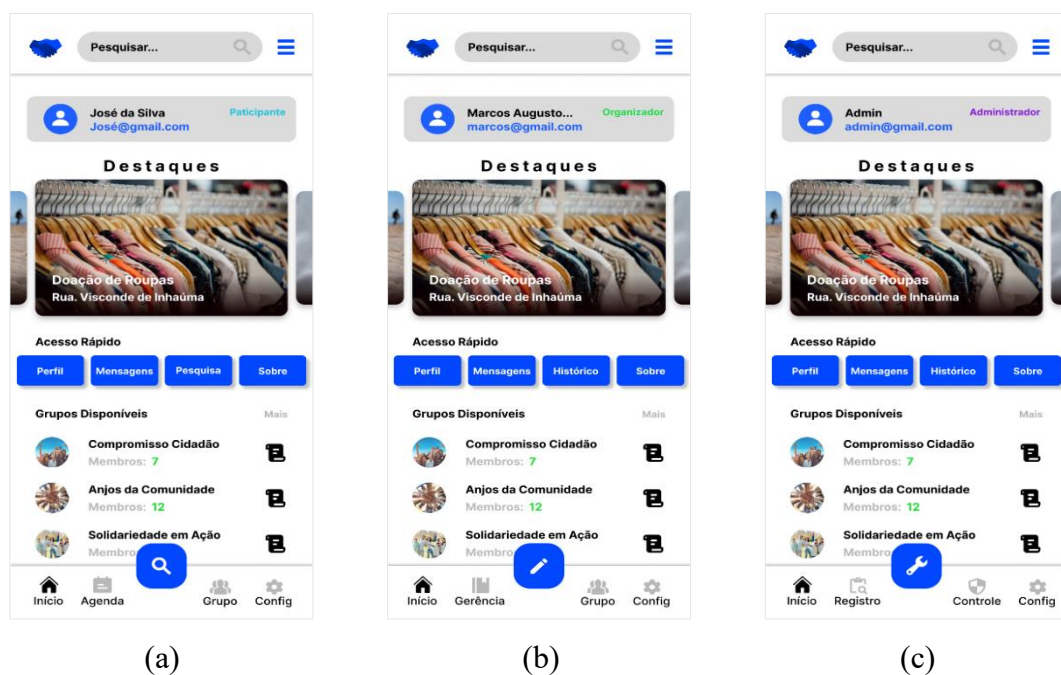 Pesquisar...
José da Silva
Paticipante
José@gmail.com
Destaques
Doação de Roupas
Rua. Visconde de Inhaúma
Acesso Rápido
Perfil Mensagens Pesquisa Sobre
Grupos Disponíveis Mais
Compromisso Cidadão
Membros: 7
Anjos da Comunidade
Membros: 12
Solidariedade em Ação
Membro
Início Agenda Grupo Config
(a)
Pesquisar...
Marcos Augusto...
Organizador
marcos@gmail.com
Destaques
Doação de Roupas
Rua. Visconde de Inhaúma
Acesso Rápido
Perfil Mensagens Histórico Sobre
Grupos Disponíveis Mais
Compromisso Cidadão
Membros: 7
Anjos da Comunidade
Membros: 12
Solidariedade em Ação
Membro
Início Gerência Grupo Config
(b)
Pesquisar...
Admin
Administrador
admin@gmail.com
Destaques
Doação de Roupas
Rua. Visconde de Inhaúma
Acesso Rápido
Perfil Mensagens Histórico Sobre
Grupos Disponíveis Mais
Compromisso Cidadão
Membros: 7
Anjos da Comunidade
Membros: 12
Solidariedade em Ação
Membro
Início Registro Controle Config
(c)